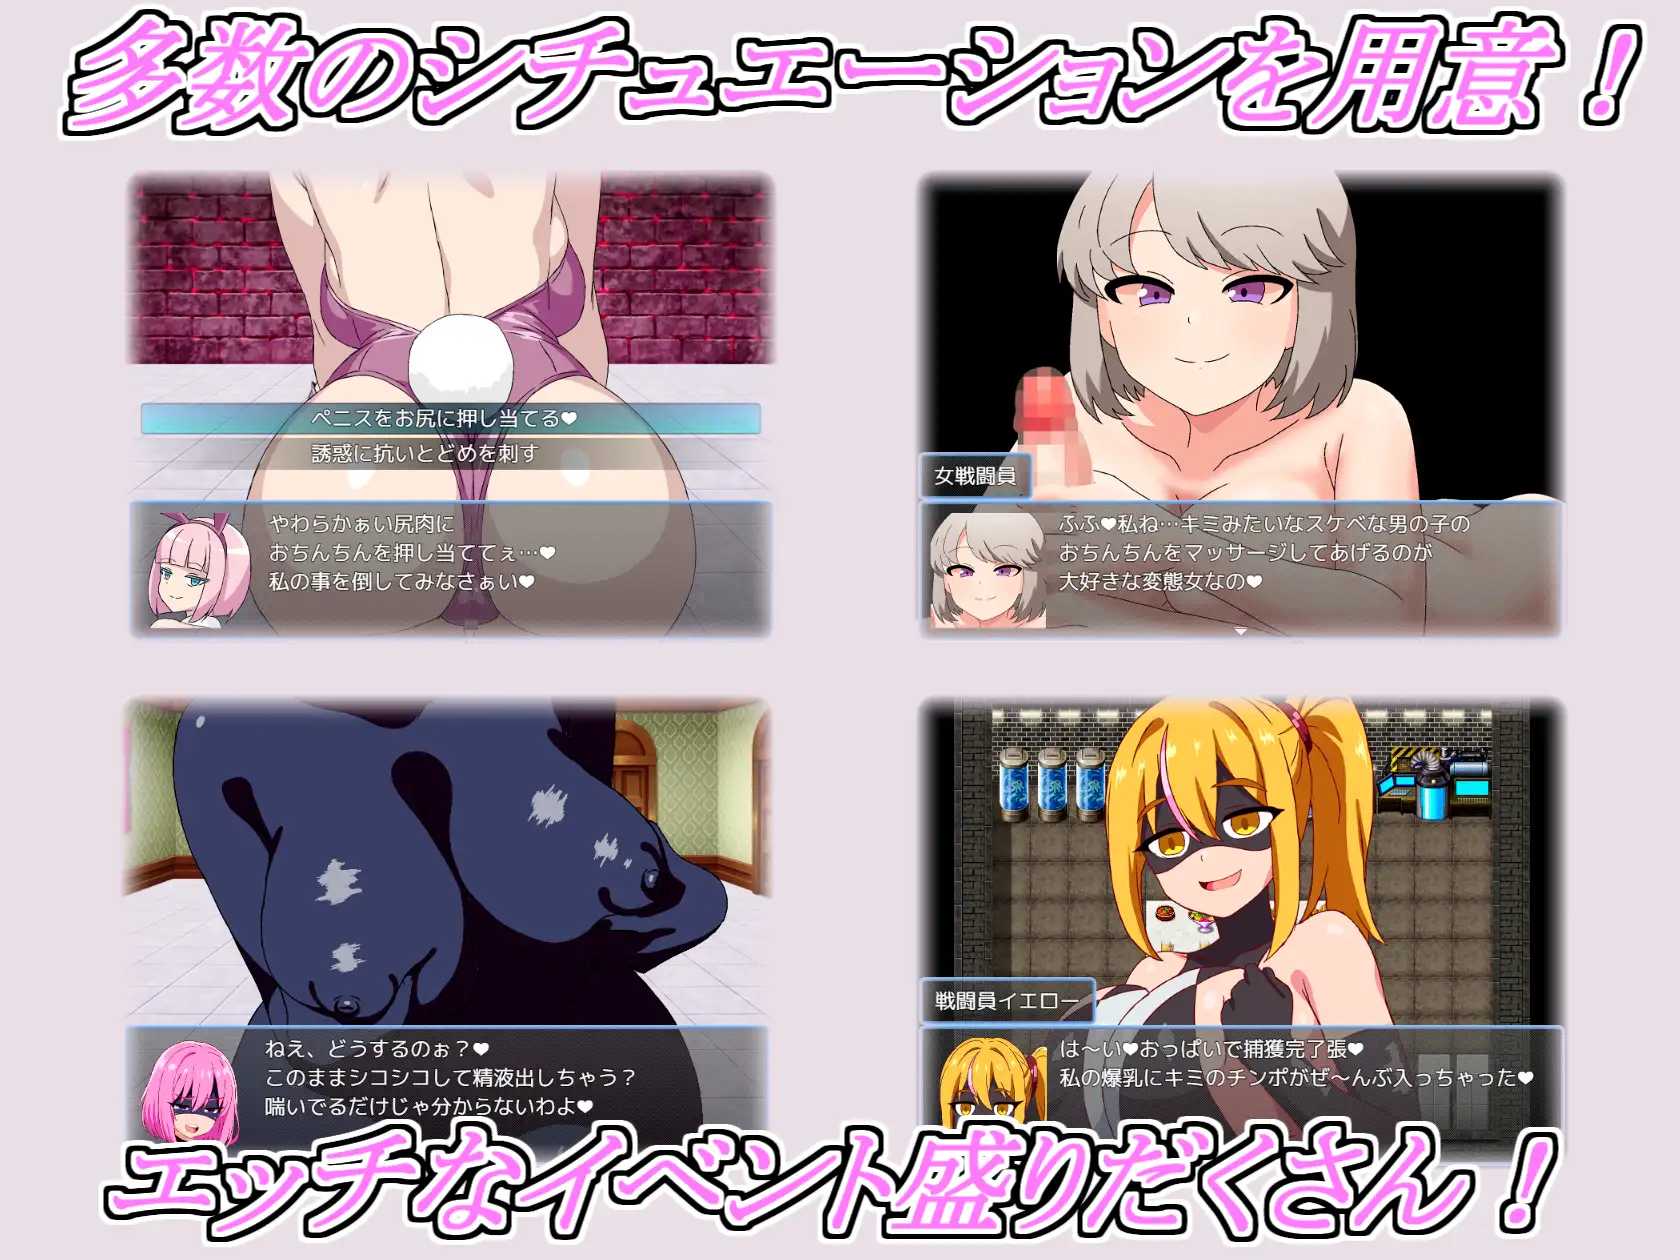 多数のシチュエーションを用意！
ペニスをお尻に押し当てる♥
誘惑に抗いとどめを刺す
やわらかぁい尻肉に
おちんちんを押し当ててぇ…♥
私の事を倒してみなさぁい♥
女戦闘員
ふふ♥私ね…キミみたいなスケベな男の子の
おちんちんをマッサージしてあげるのが
大好きな変態女なの♥
ねえ、どうするのぉ？♥
このままシコシコして精液出しちゃう？
喘いでるだけじゃ分からないわよ♥
戦闘員イエロー
は～い♥おっぱいで捕獲完了張♥
私の爆乳にキミのチンポがぜ～んぶ入っちゃった♥
エッチなイベント盛りだくさん！